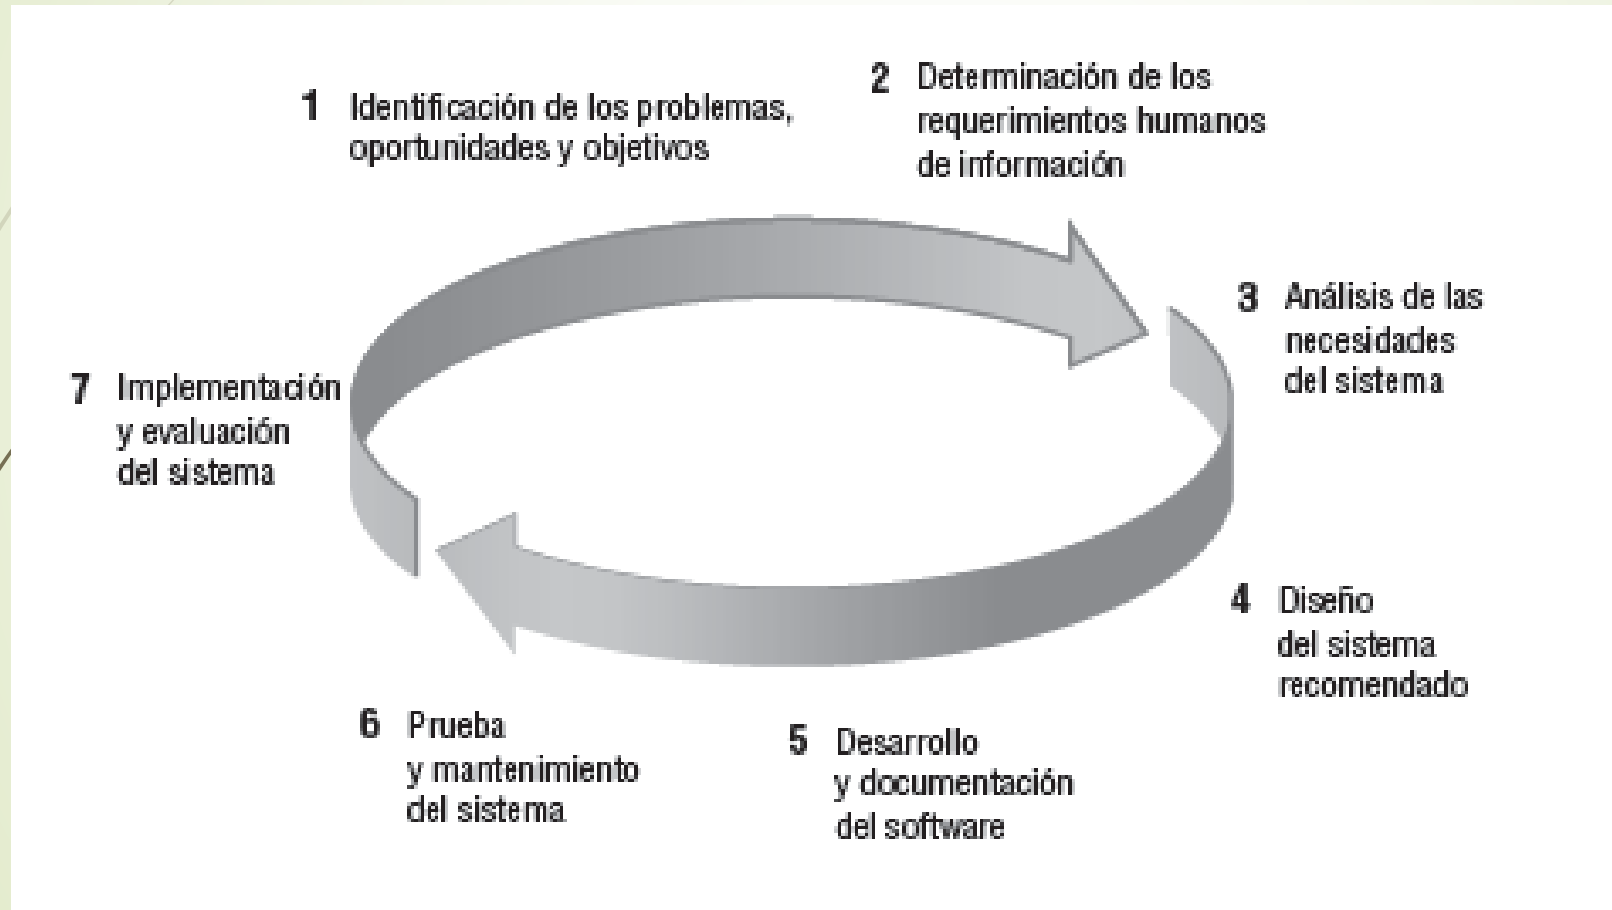 1 Identificación de los problemas,
oportunidades y objetivos
2 Determinación de los
requerimientos humanos
de información
3 Análisis de las
necesidades
del sistema
4 Diseño
del sistema
recomendado
5 Desarrollo
y documentación
del software
6 Prueba
y mantenimiento
del sistema
7 Implementación
y evaluación
del sistema